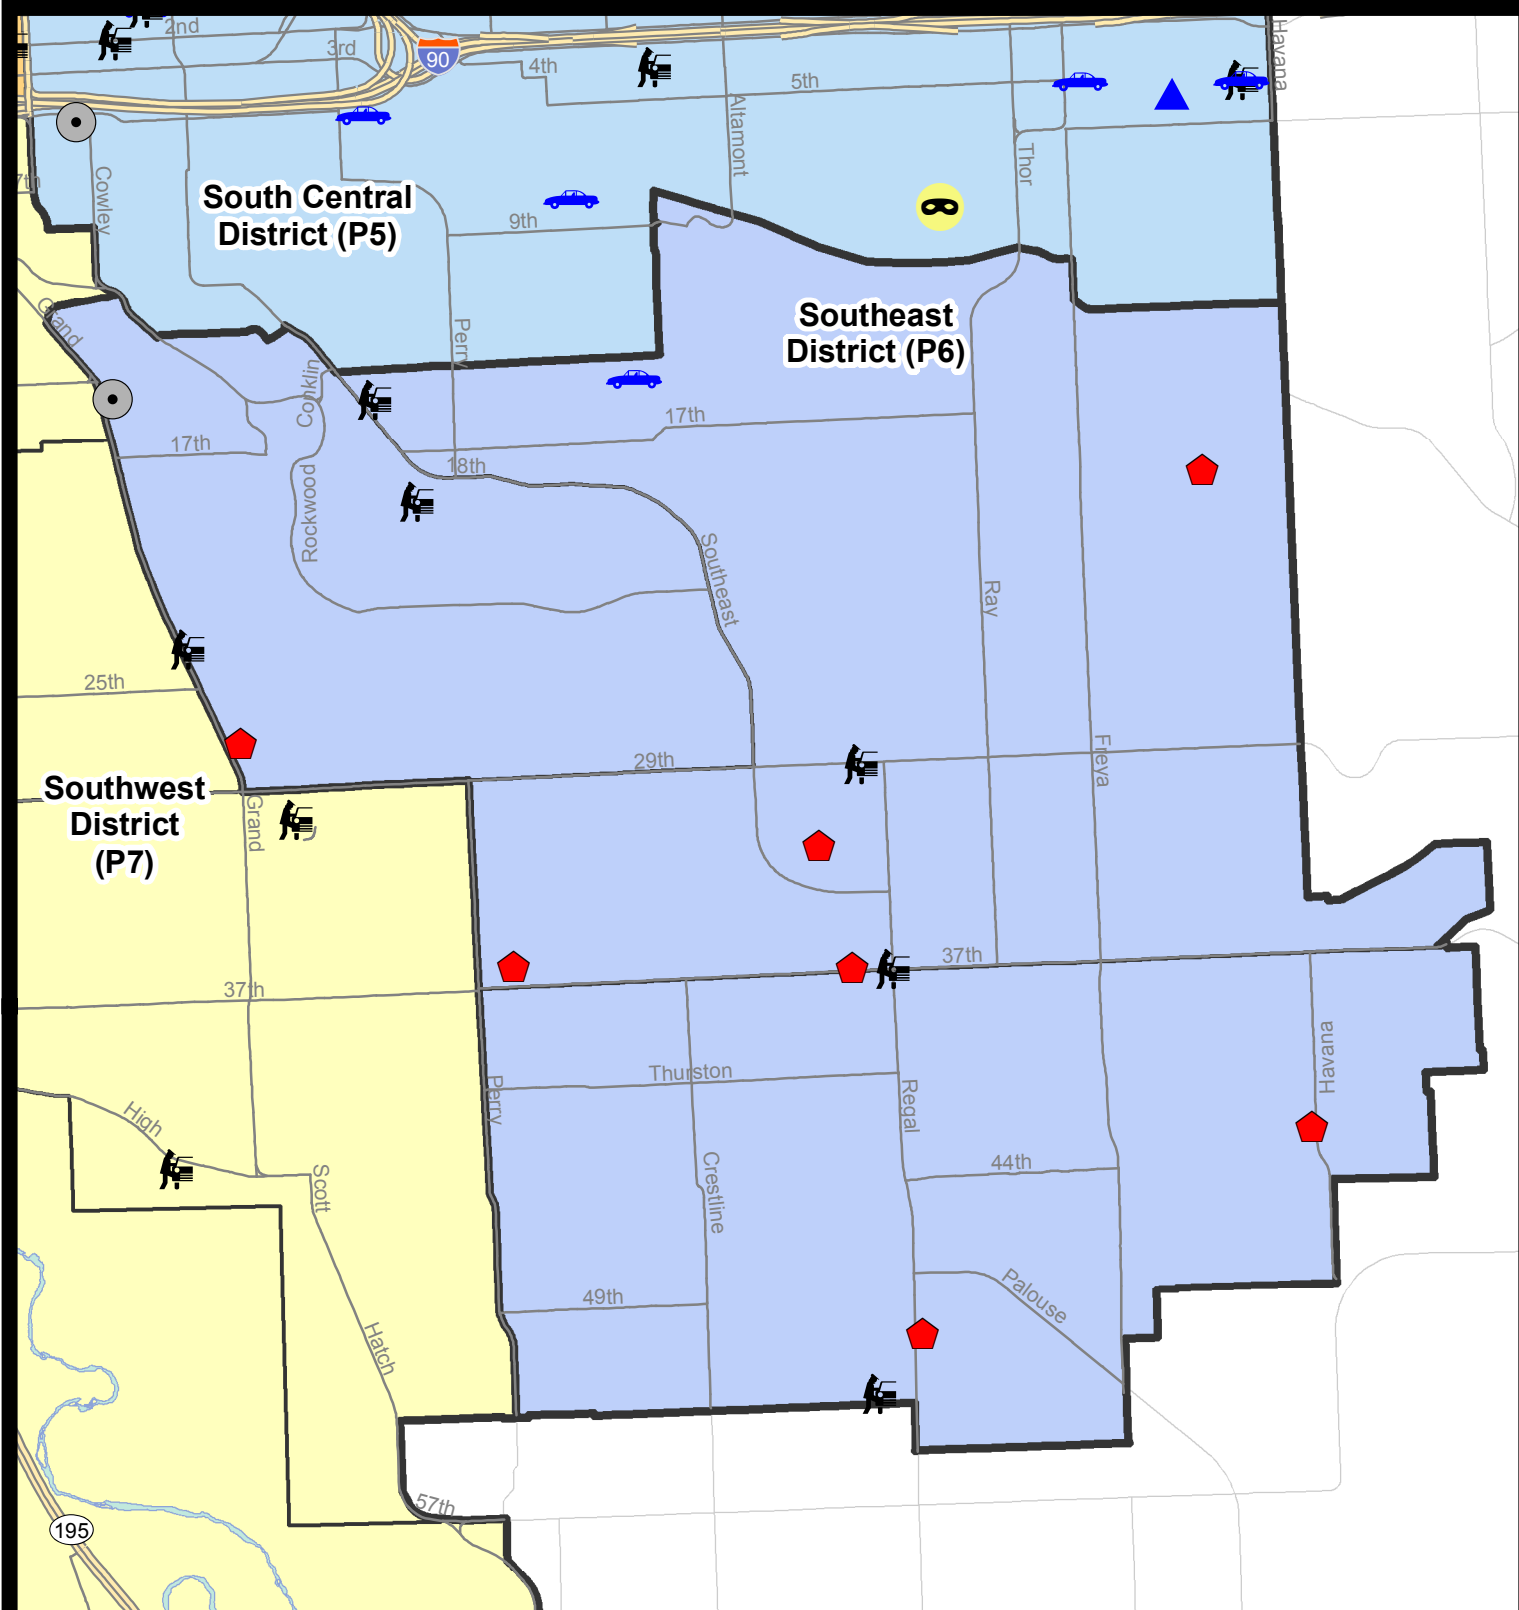 2nd
3rd
90
4th
5th
Havana
Altamont
Thor
7th
Cowley
South Central
District (P5)
9th
Grand
Perry
Southeast
District (P6)
Conklin
17th
17th
18th
Rockwood
Southeast
Ray
25th
29th
Freya
Southwest
District
(P7)
Grand
37th
37th
Thurston
Perry
Regal
Havana
High
Scott
Crestline
44th
49th
Palouse
Hatch
57th
195